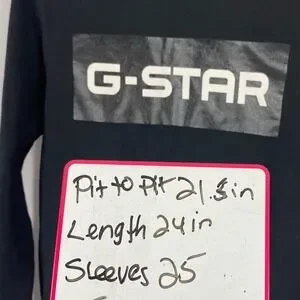 G-STAR
Pit to Pit 21.5in
Length 24in
Sleeves 25